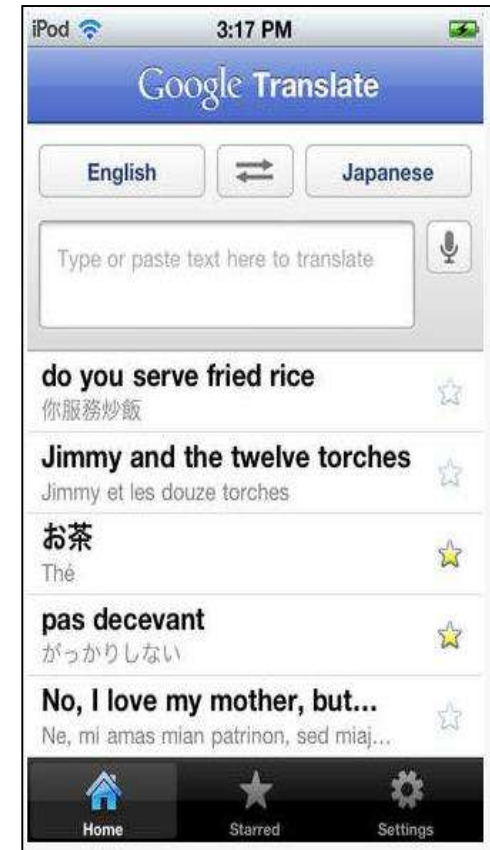 iPod 3:17 PM
Google Translate
English Japanese
Type or paste text here to translate
do you serve fried rice
你服務炒飯
Jimmy and the twelve torches
Jimmy et les douze torches
お茶
Thé
pas decevant
がっかりしない
No, I love my mother, but...
Ne, mi amas mian patrinon, sed miaj...
Home Starred Settings